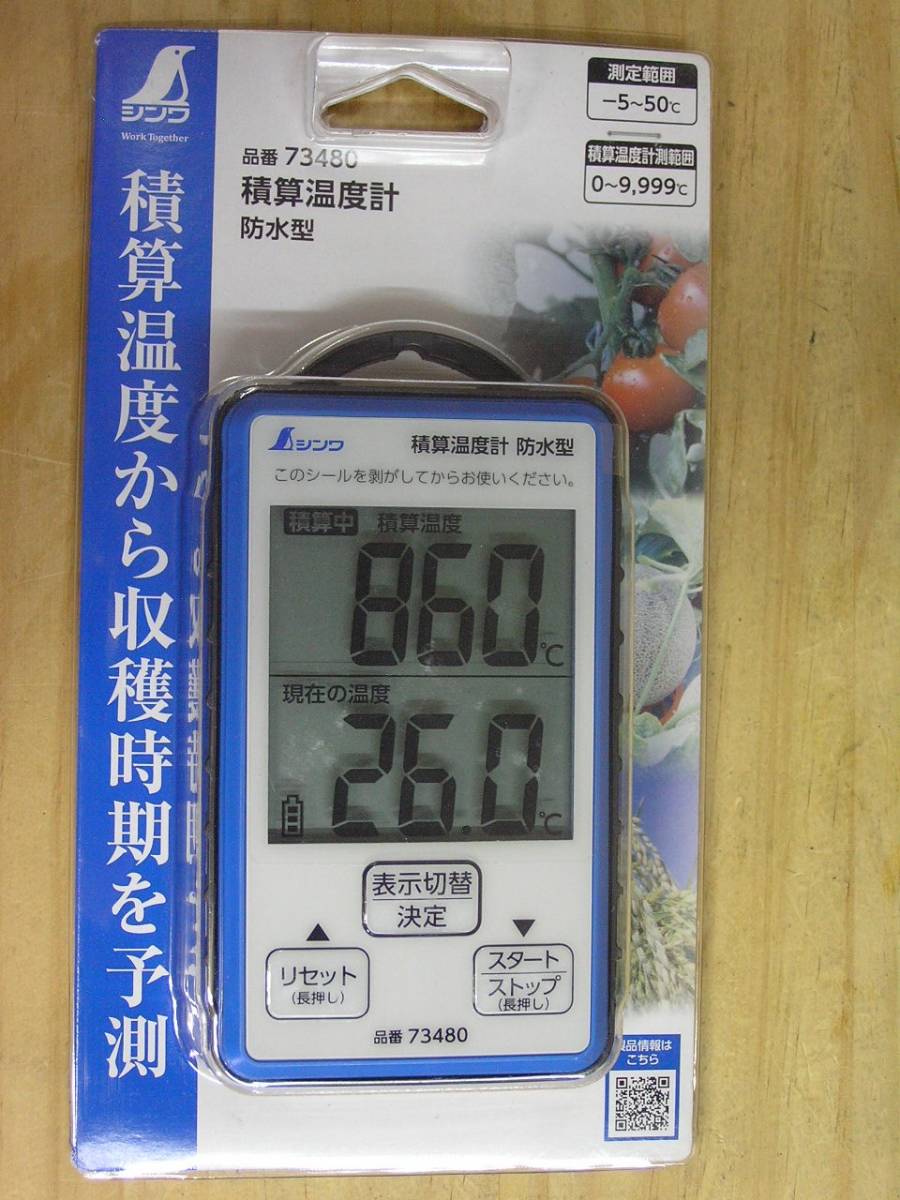 シンワ
Work Together
積算温度から収穫時期を予測
品番 73480
積算温度計
防水型
測定範囲
−5〜50℃
積算温度計測範囲
0〜9,999℃
シンワ 積算温度計 防水型
このシールを剥がしてからお使いください。
積算中 積算温度
860℃
現在の温度
26.0℃
表示切替
決定
▲ ▼
リセット
(長押し)
スタート
ストップ
(長押し)
品番 73480
製品情報は
こちら